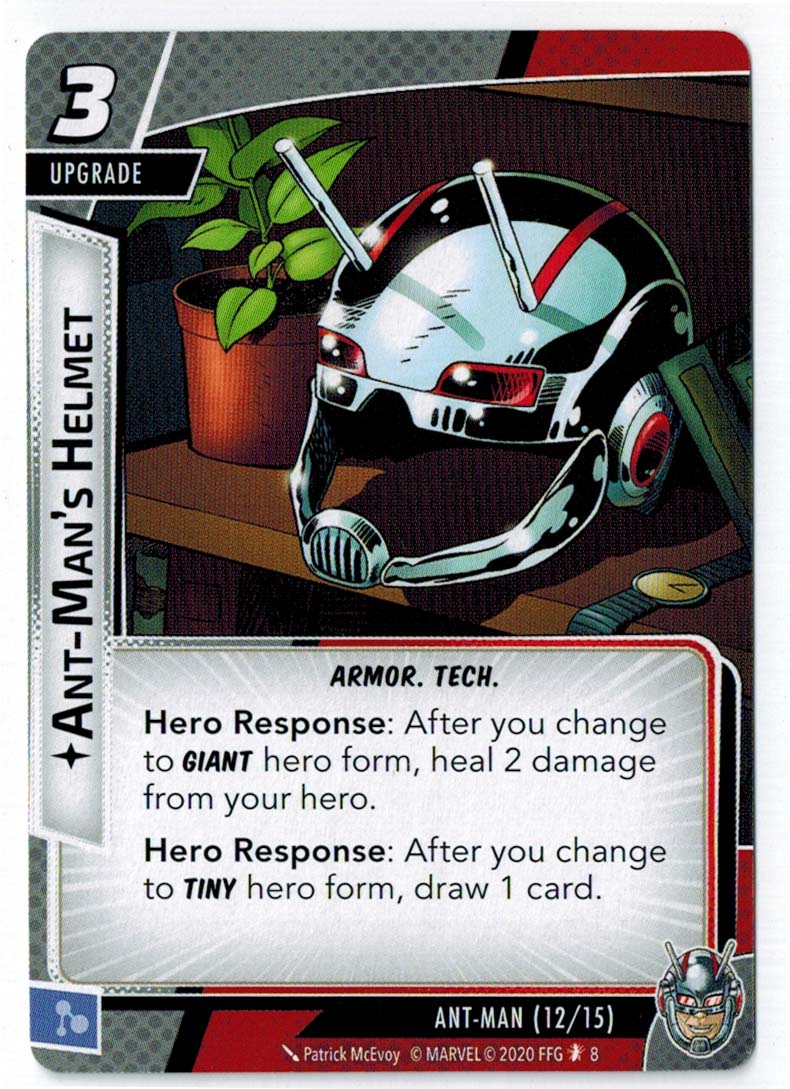 3
UPGRADE
ANT-MAN'S HELMET
ARMOR. TECH.
Hero Response: After you change
to GIANT hero form, heal 2 damage
from your hero.
Hero Response: After you change
to TINY hero form, draw 1 card.
ANT-MAN (12/15)
Patrick McEvoy © MARVEL © 2020 FFG 8